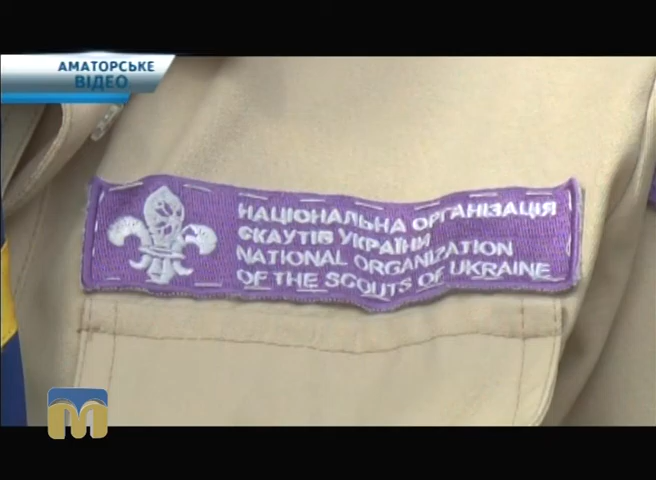 АМАТОРСЬКЕ
ВІДЕО
НАЦІОНАЛЬНА ОРГАНІЗАЦІЯ
СКАУТІВ УКРАЇНИ
NATIONAL ORGANIZATION
OF THE SCOUTS OF UKRAINE